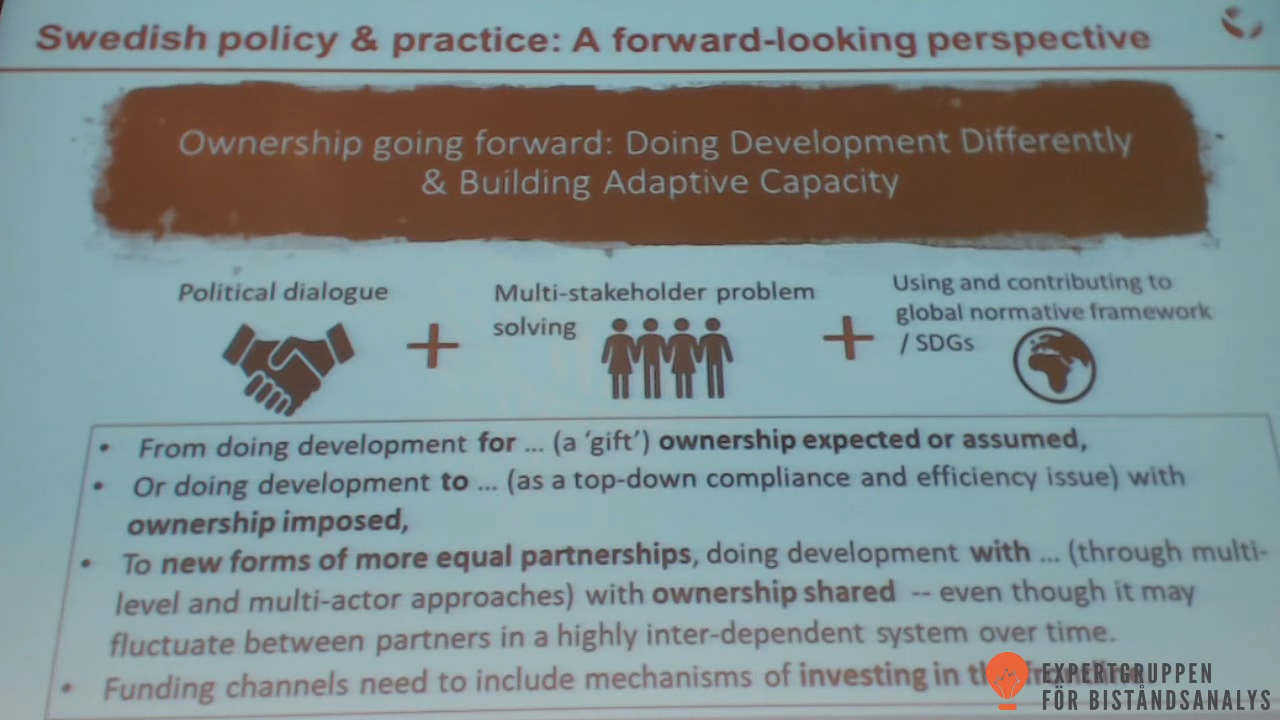 Swedish policy & practice: A forward-looking perspective
Ownership going forward: Doing Development Differently
& Building Adaptive Capacity
Political dialogue
Multi-stakeholder problem
solving
Using and contributing to
global normative framework
/ SDGs
• From doing development for ... (a ‘gift’) ownership expected or assumed,
• Or doing development to ... (as a top-down compliance and efficiency issue) with
ownership imposed,
• To new forms of more equal partnerships, doing development with ... (through multi-
level and multi-actor approaches) with ownership shared -- even though it may
fluctuate between partners in a highly inter-dependent system over time.
• Funding channels need to include mechanisms of investing in
EXPERTGRUPPEN
FÖR BISTÅNDSANALYS